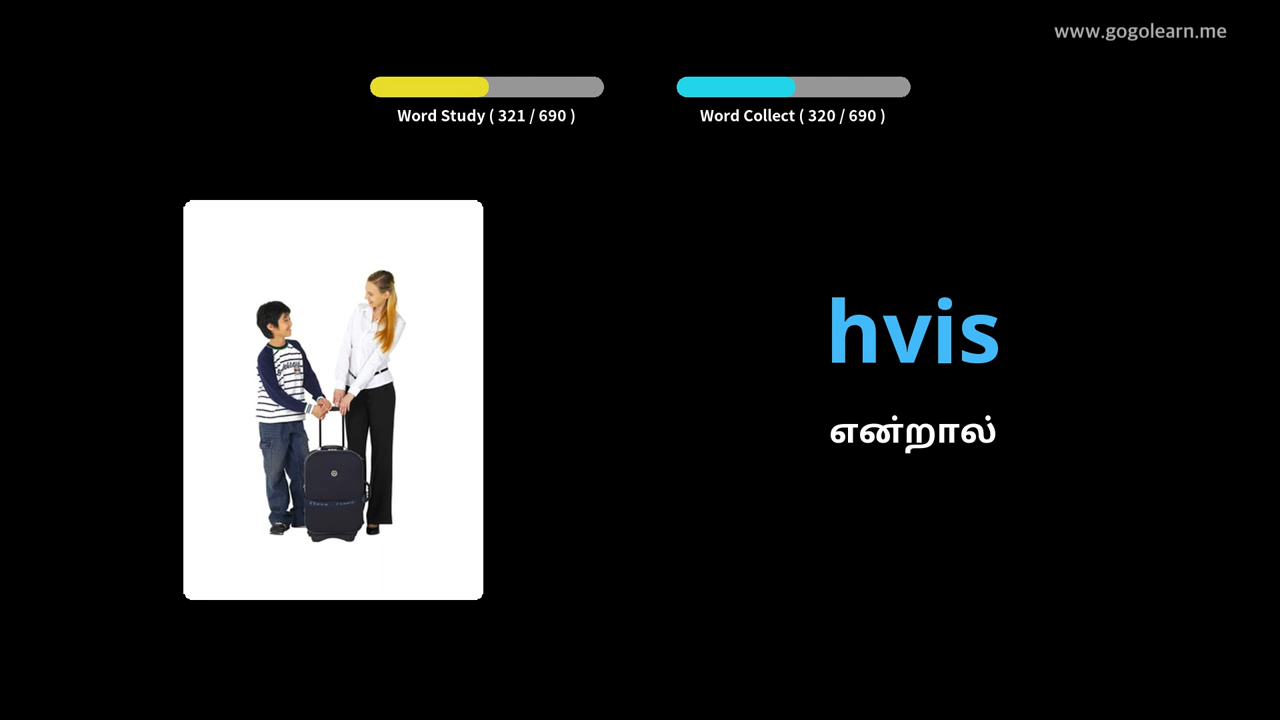 www.gogolearn.me
Word Study ( 321 / 690 )
Word Collect ( 320 / 690 )
hvis
என்றால்